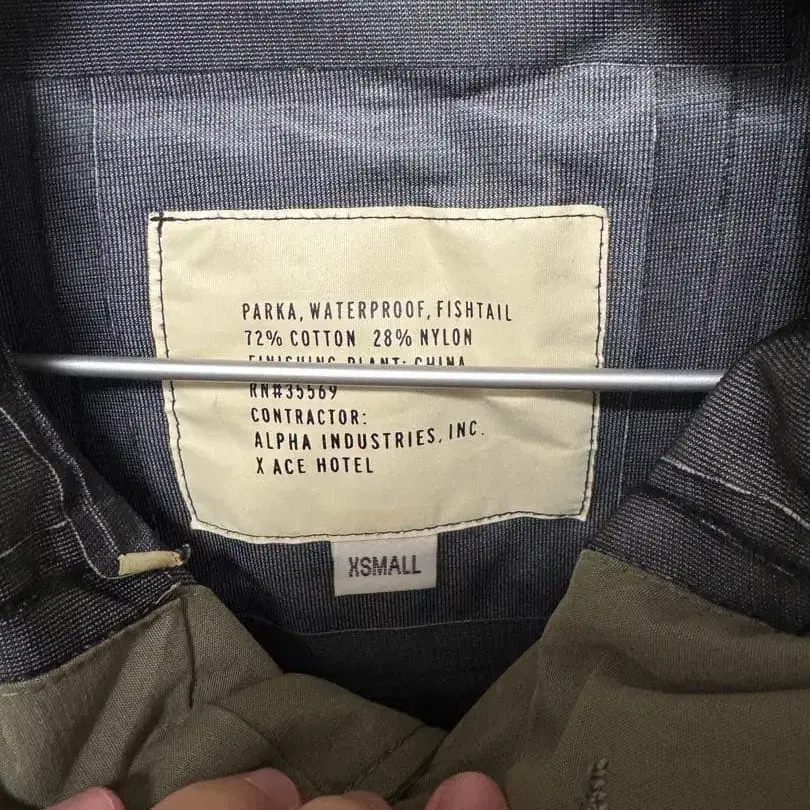 PARKA, WATERPROOF, FISHTAIL
72% COTTON 28% NYLON
FINISHING PLANT: CHINA
RN#35569
CONTRACTOR:
ALPHA INDUSTRIES, INC.
X ACE HOTEL
XSMALL